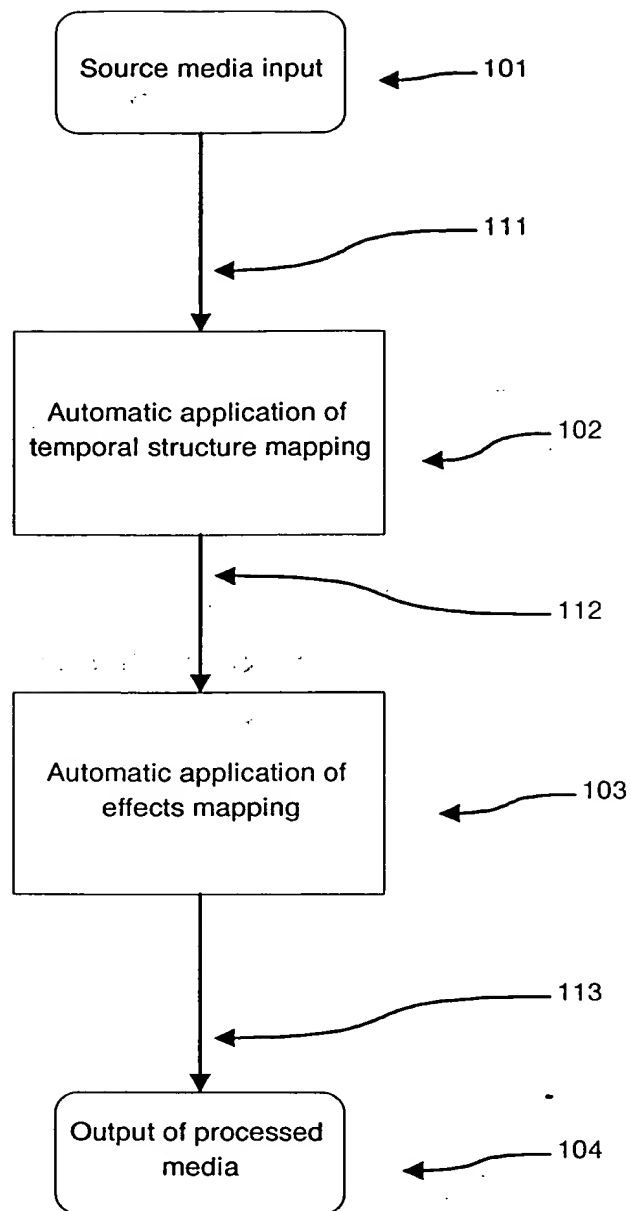 Source media input
101
111
Automatic application of
temporal structure mapping
102
112
Automatic application of
effects mapping
103
113
Output of processed
media
104